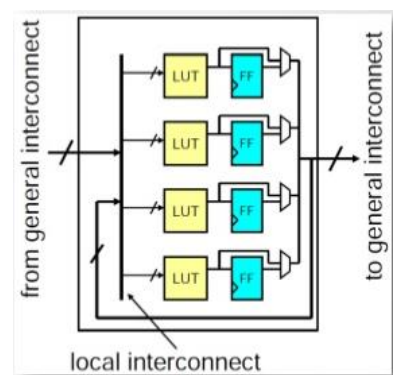 from general interconnect
LUT FF
LUT FF
LUT FF
LUT FF
to general interconnect
local interconnect